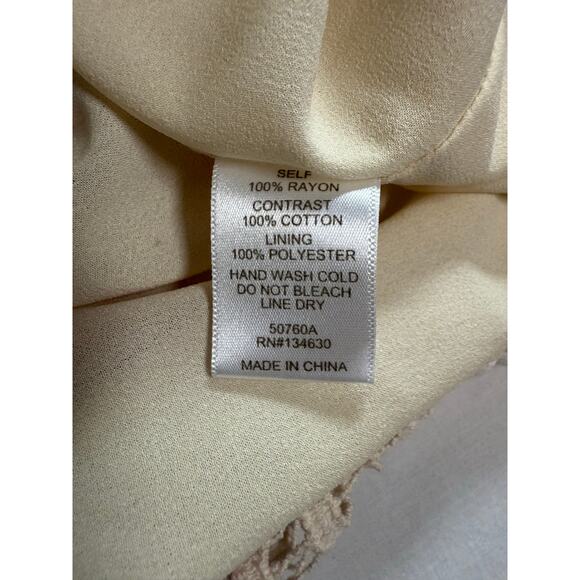 SELF
100% RAYON
CONTRAST
100% COTTON
LINING
100% POLYESTER
HAND WASH COLD
DO NOT BLEACH
LINE DRY
50760A
RN#134630
MADE IN CHINA